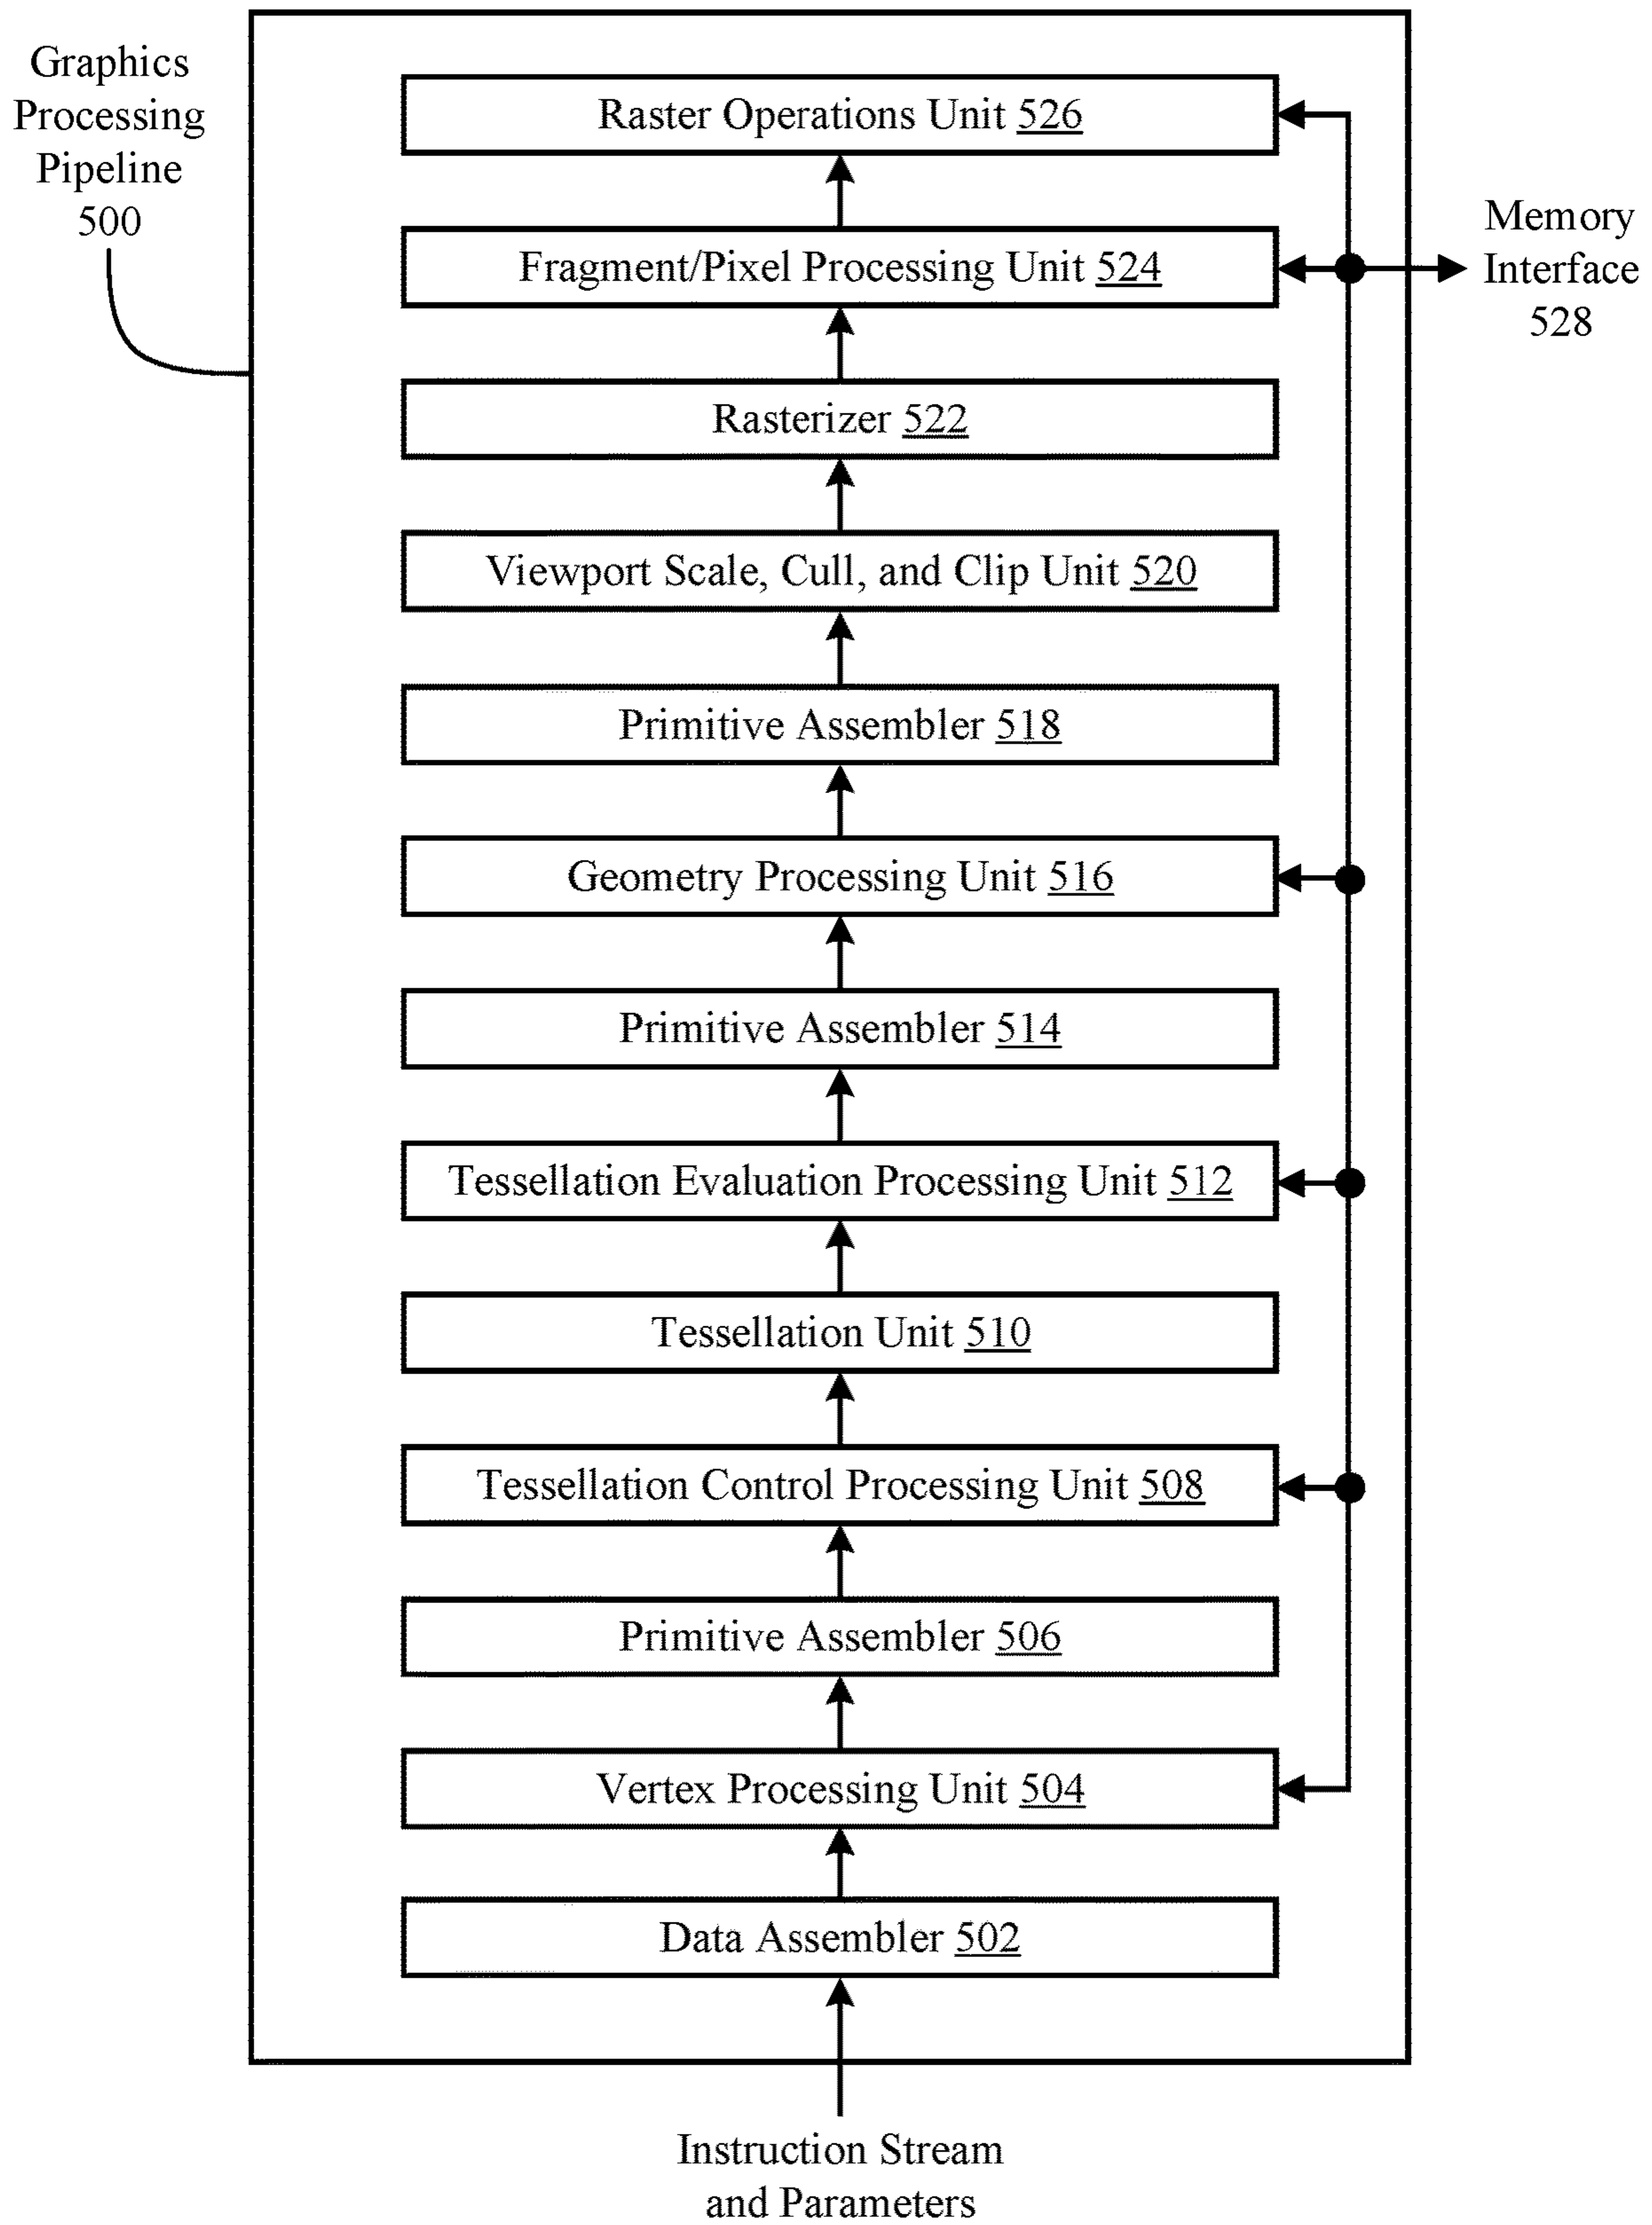 Graphics
Processing
Pipeline
500
Raster Operations Unit 526
Fragment/Pixel Processing Unit 524
Memory
Interface
528
Rasterizer 522
Viewport Scale, Cull, and Clip Unit 520
Primitive Assembler 518
Geometry Processing Unit 516
Primitive Assembler 514
Tessellation Evaluation Processing Unit 512
Tessellation Unit 510
Tessellation Control Processing Unit 508
Primitive Assembler 506
Vertex Processing Unit 504
Data Assembler 502
Instruction Stream
and Parameters